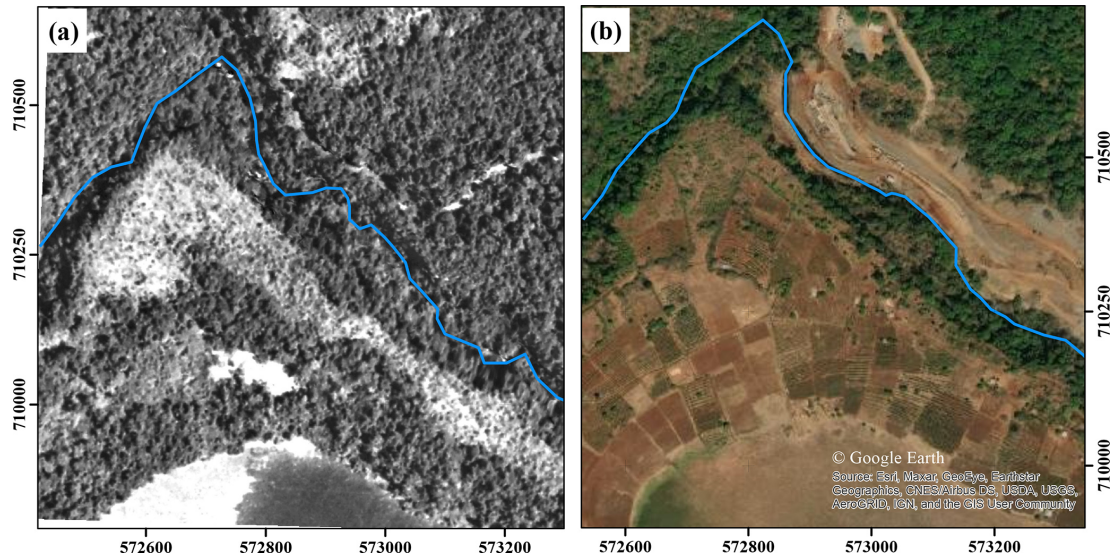 (a)
(b)
710500
710250
710000
572600
572800
573000
573200
710500
710250
710000
572600
572800
573000
573200
© Google Earth
Source: Esri, Maxar, GeoEye, Earthstar
Geographics, CNES/Airbus DS, USDA, USGS,
AeroGRID, IGN, and the GIS User Community